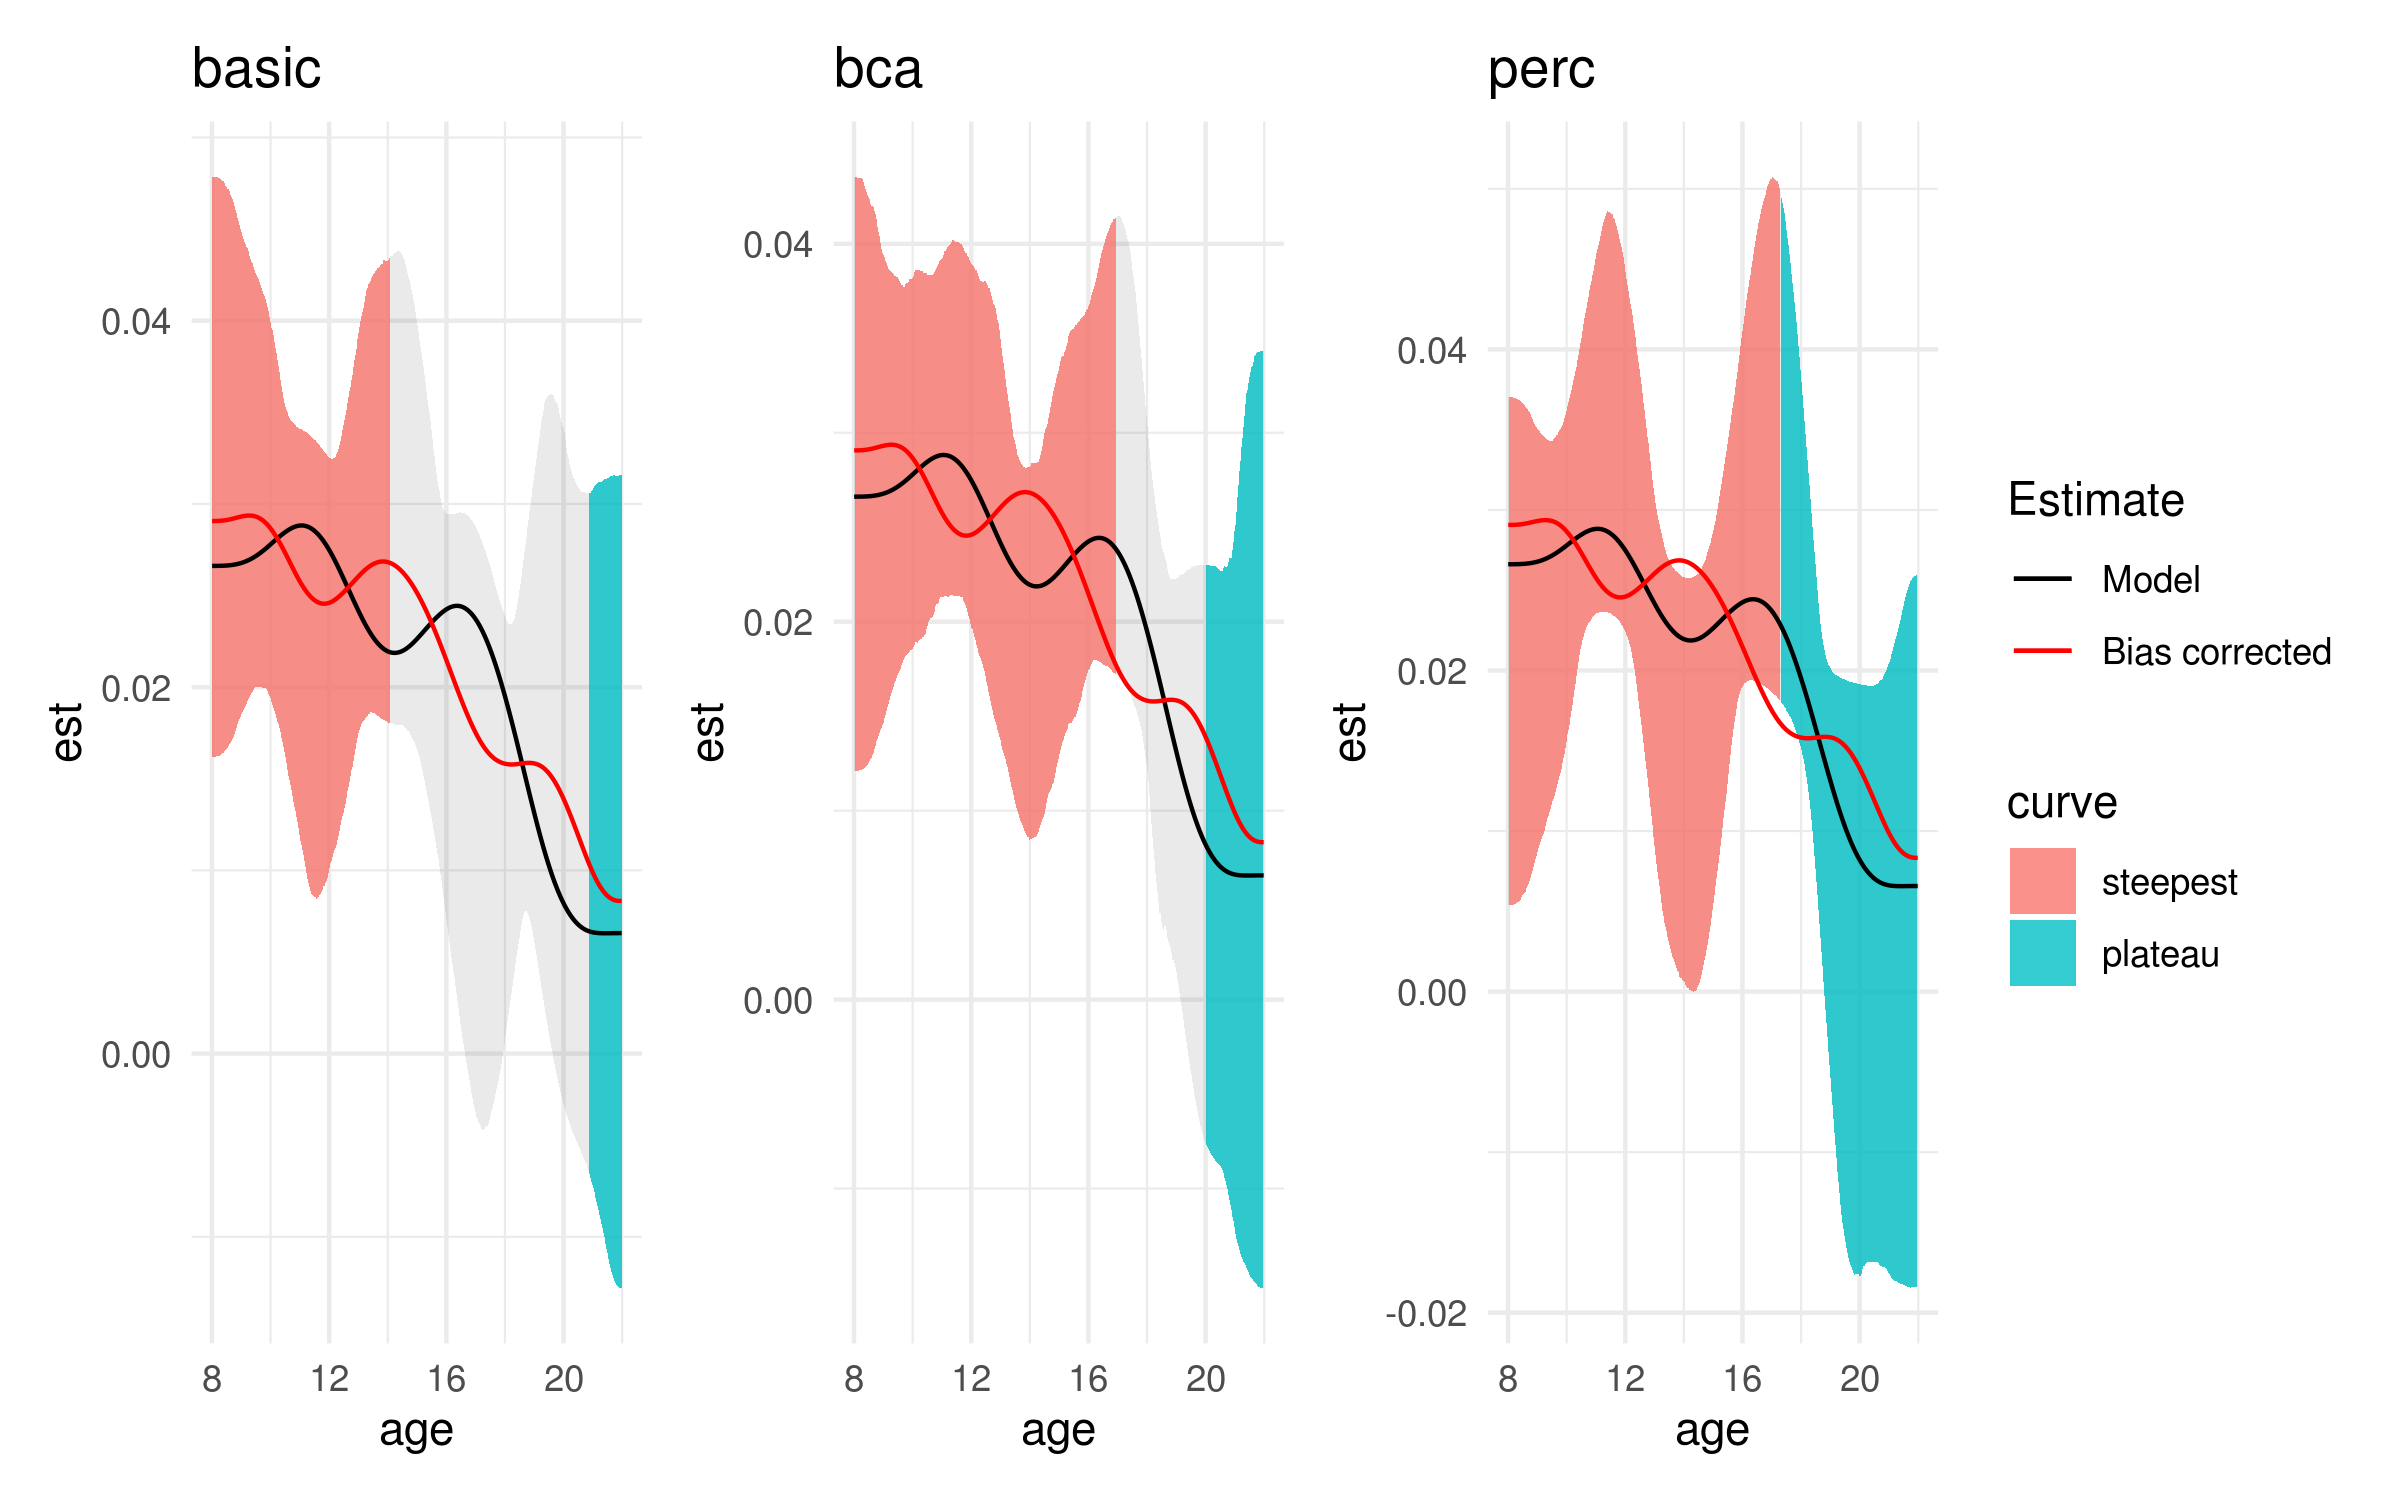 basic
bca
perc
est
0.04
0.02
0.00
8 12 16 20
age
est
0.04
0.02
0.00
8 12 16 20
age
est
0.04
0.02
0.00
-0.02
8 12 16 20
age
Estimate
Model
Bias corrected
curve
steepest
plateau